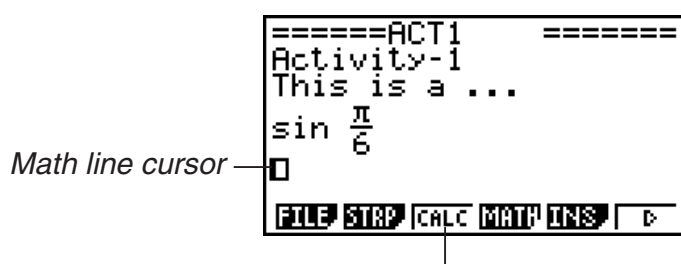 ======ACT1 =======
Activity-1
This is a ...
sin π/6
Math line cursor
FILE STRP CALC MATH INS ▷